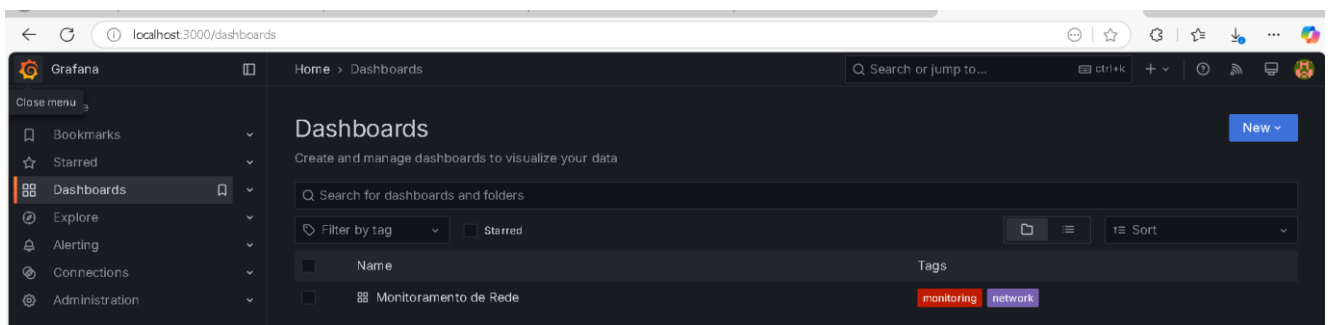 localhost:3000/dashboards
Grafana
Home › Dashboards
Search or jump to...
ctrl+k
Close menu
Bookmarks
Starred
Dashboards
Explore
Alerting
Connections
Administration
Dashboards
New
Create and manage dashboards to visualize your data
Search for dashboards and folders
Filter by tag
Starred
Sort
Name
Tags
Monitoramento de Rede
monitoring
network